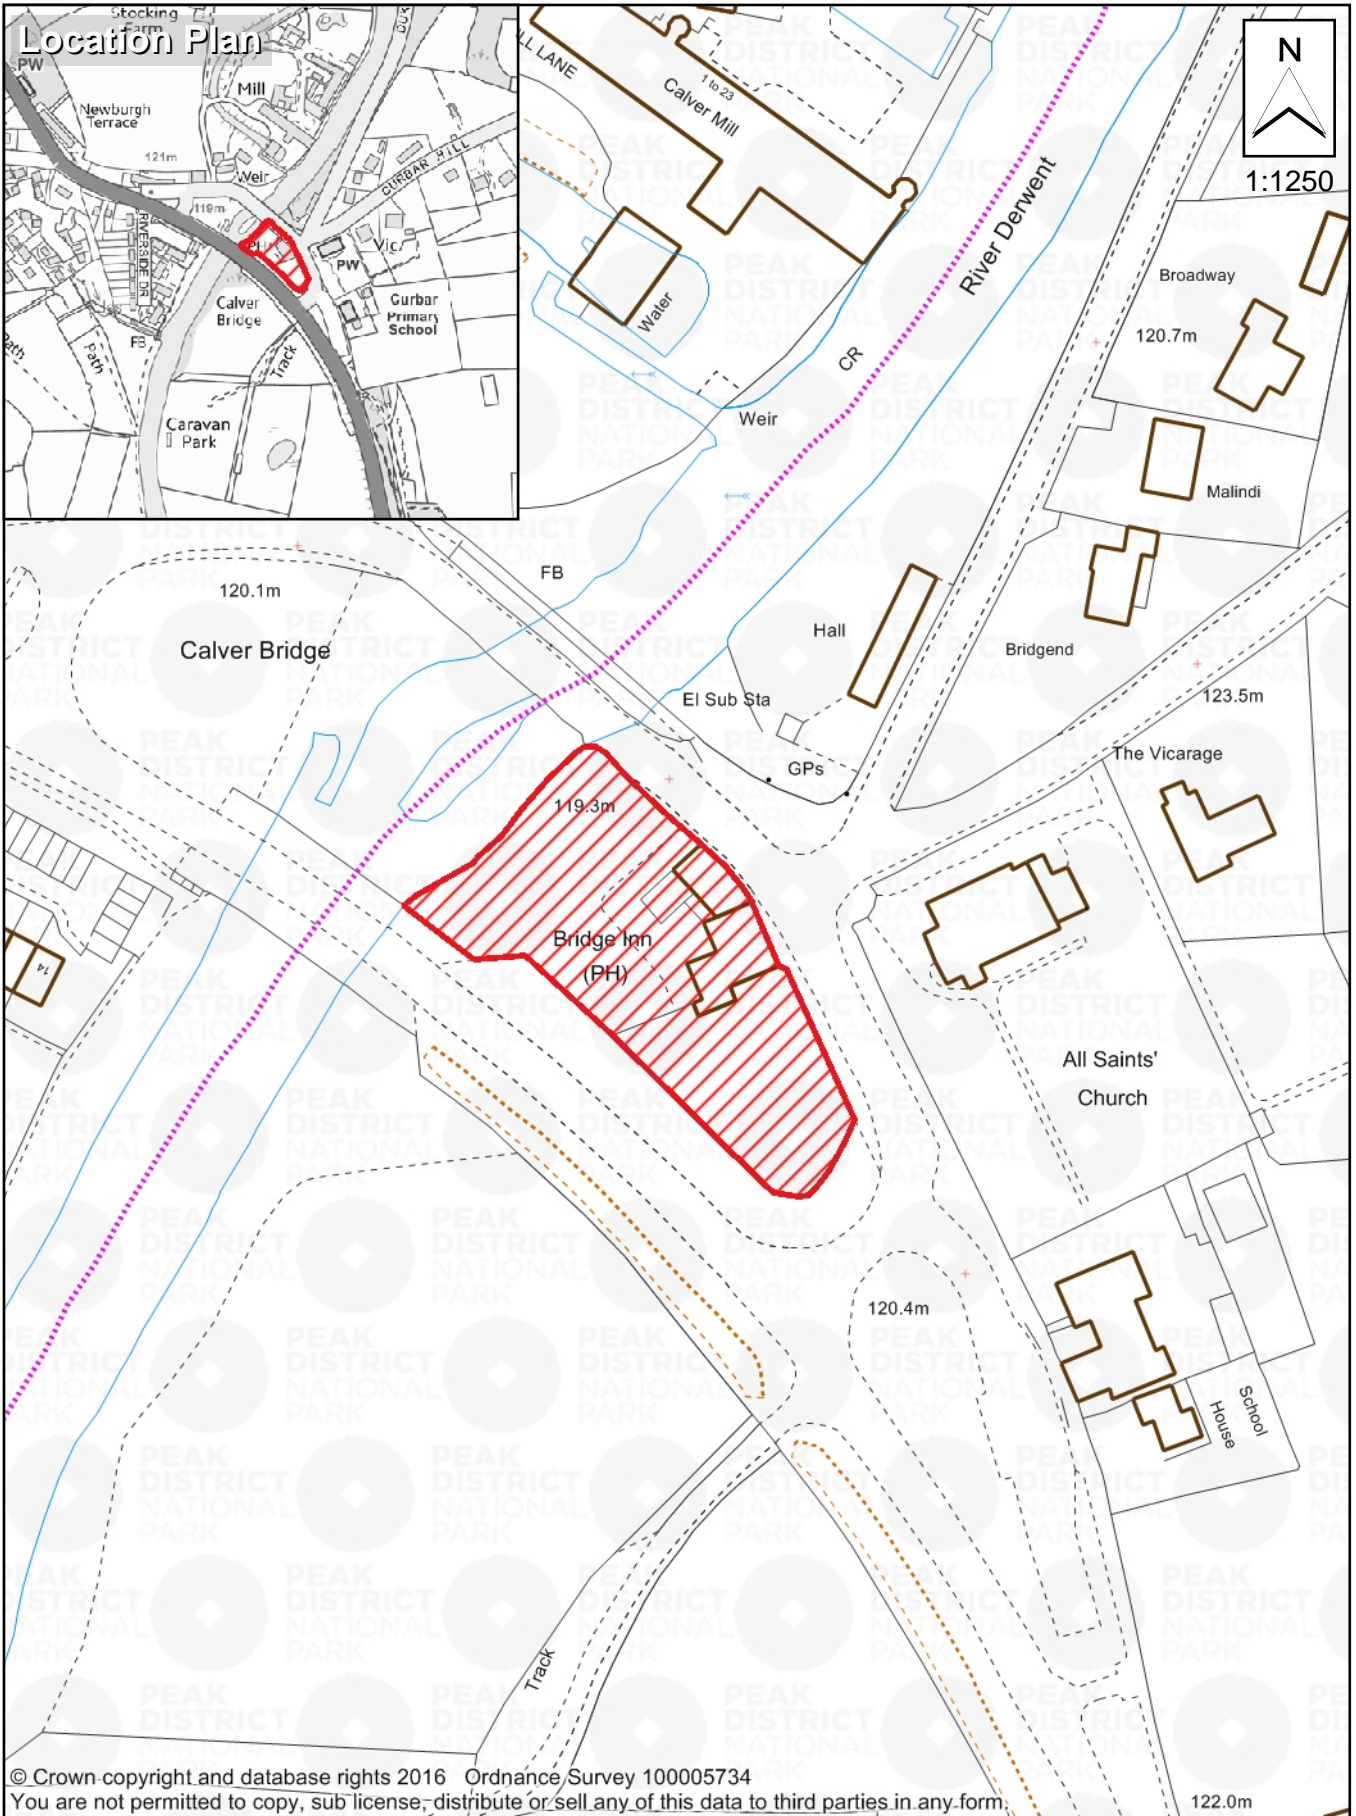 Location Plan
Stocking
Farm
PW
Mill
Newburgh
Terrace
121m
Weir
CURBAR HILL
119m
RIVERSIDE DR
PH
Vic
PW
Calver
Bridge
Curbar
Primary
School
FB
Path
Path
Track
Caravan
Park
N
1:1250
LL LANE
1 to 23
Calver Mill
River Derwent
Water
CR
Weir
Broadway
120.7m
Malindi
FB
120.1m
Calver Bridge
Hall
Bridgend
El Sub Sta
123.5m
GPs
The Vicarage
119.3m
Bridge Inn
(PH)
14
All Saints'
Church
120.4m
School
House
Track
122.0m
PEAK
DISTRICT
NATIONAL
PARK
© Crown copyright and database rights 2016 Ordnance Survey 100005734
You are not permitted to copy, sub license, distribute or sell any of this data to third parties in any form.